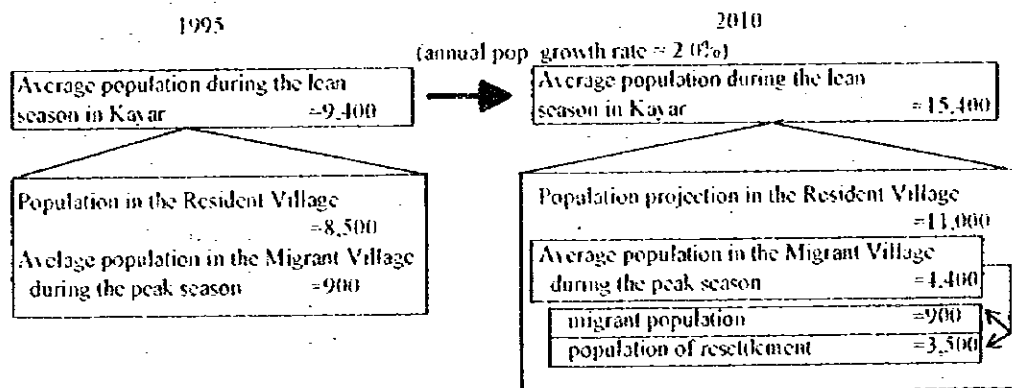 1995
2010
(annual pop growth rate = 2.0%)
Average population during the lean
season in Kayar =9,400
Average population during the lean
season in Kayar =15,400
Population in the Resident Village
=8,500
Average population in the Migrant Village
during the peak season =900
Population projection in the Resident Village
=11,000
Average population in the Migrant Village
during the peak season =4,400
migrant population =900
population of resettlement =3,500